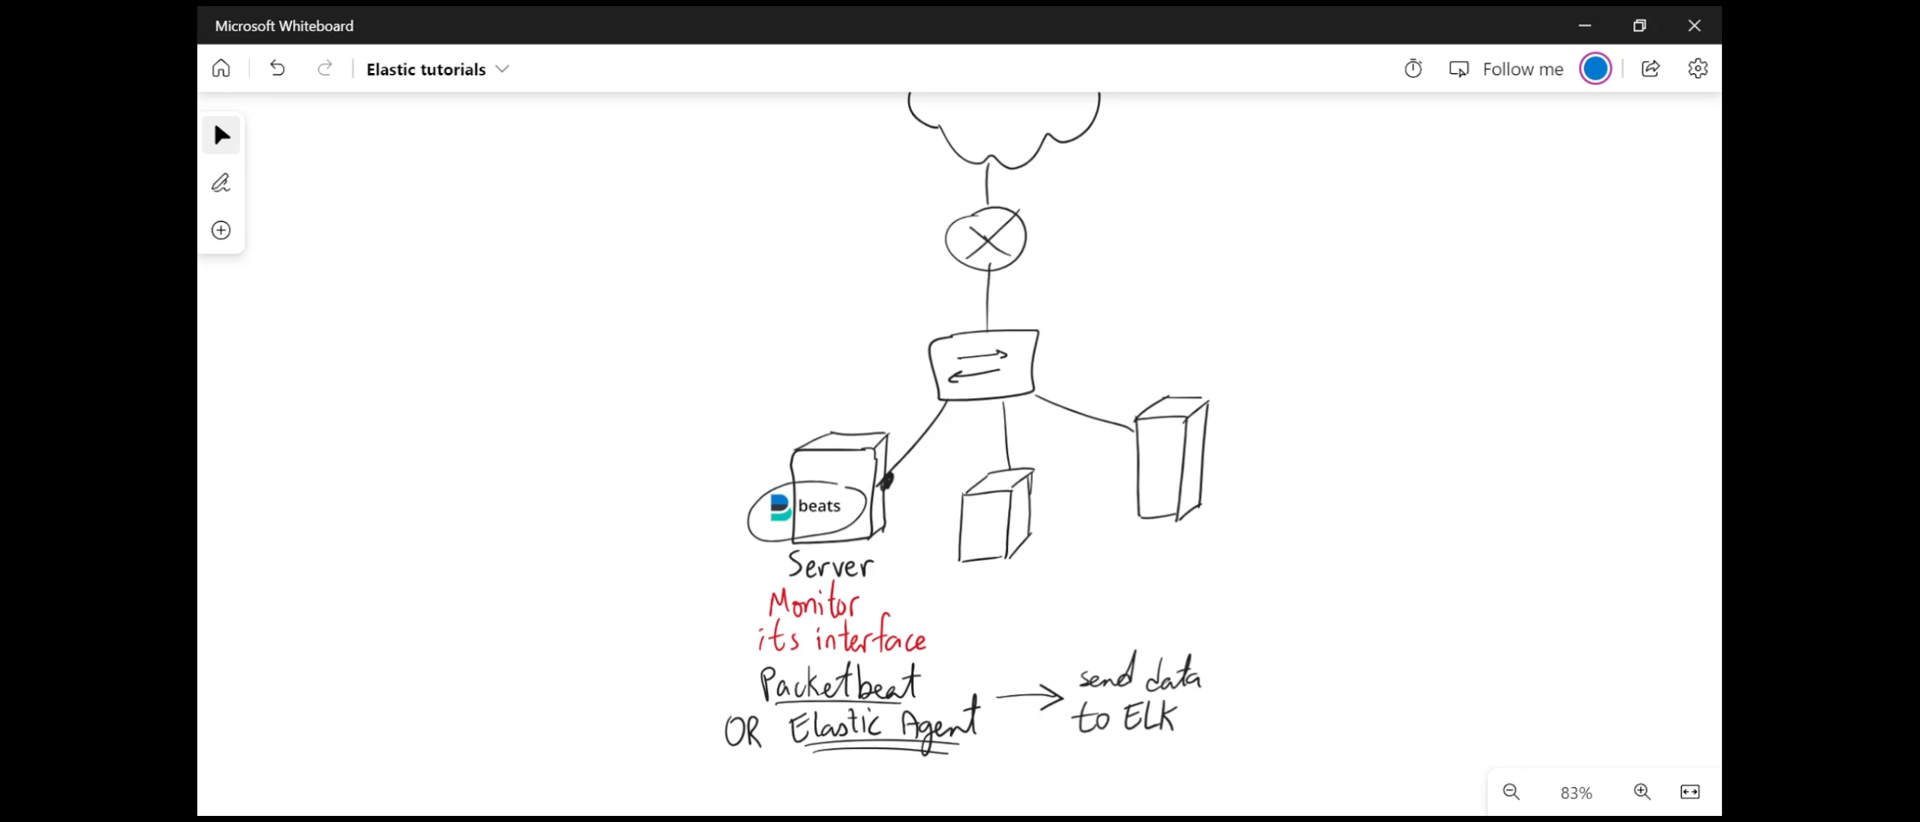 Microsoft Whiteboard
Elastic tutorials
Follow me
beats
Server
Monitor
its interface
Packetbeat
OR Elastic Agent
send data
to ELK
83%